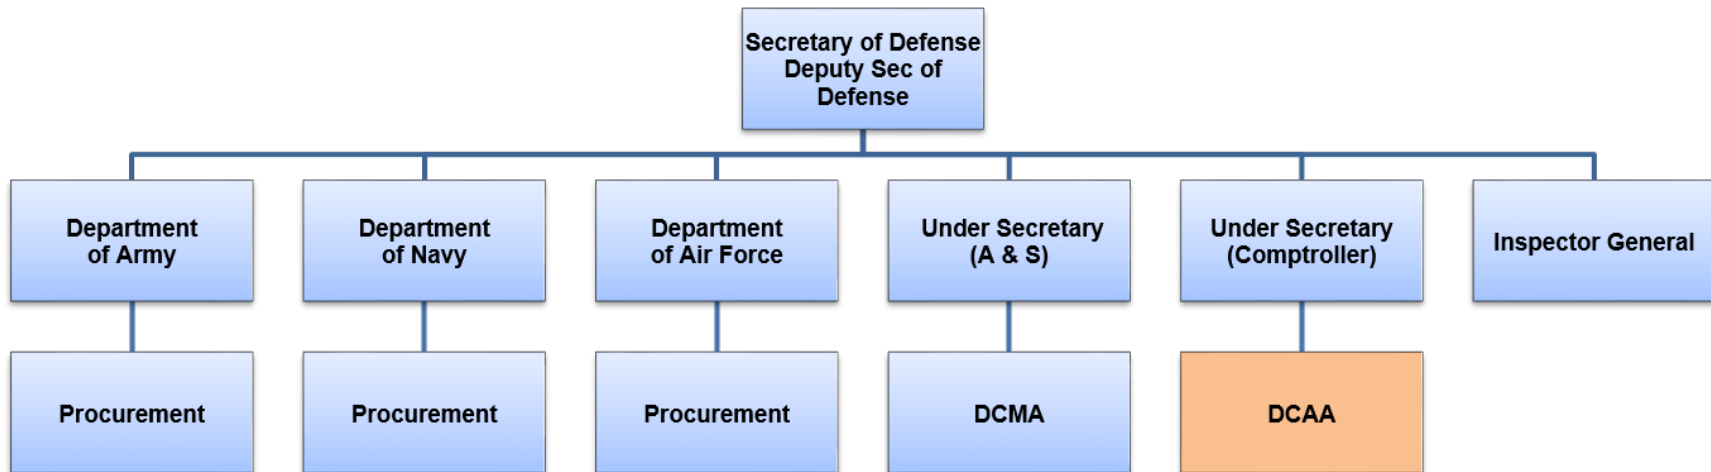 Secretary of Defense
Deputy Sec of
Defense
Department
of Army
Department
of Navy
Department
of Air Force
Under Secretary
(A & S)
Under Secretary
(Comptroller)
Inspector General
Procurement
Procurement
Procurement
DCMA
DCAA